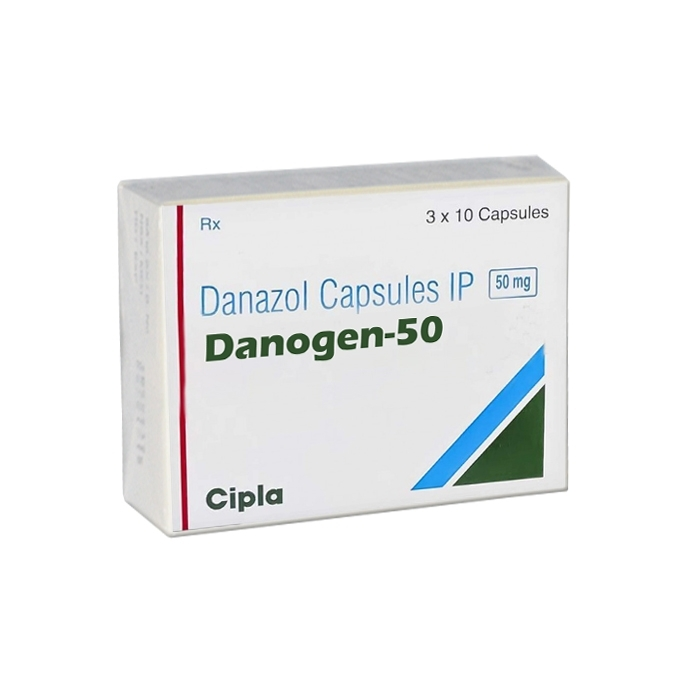 Rx
3 x 10 Capsules
Danazol Capsules IP 50 mg
Danogen-50
Cipla